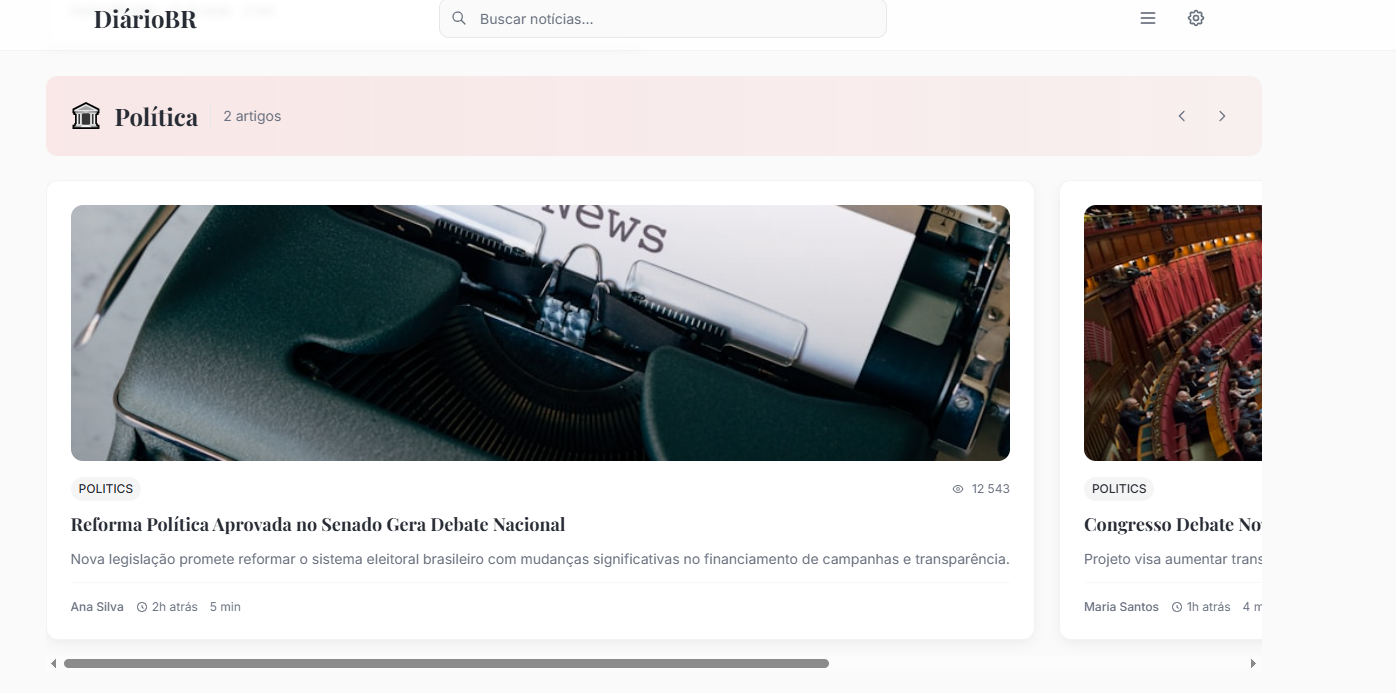 DiárioBR
Buscar notícias...
Política
2 artigos
News
POLITICS
12 543
Reforma Política Aprovada no Senado Gera Debate Nacional
Nova legislação promete reformar o sistema eleitoral brasileiro com mudanças significativas no financiamento de campanhas e transparência.
Ana Silva 2h atrás 5 min
POLITICS
Congresso Debate
Projeto visa aumentar
Maria Santos 1h atrás 4